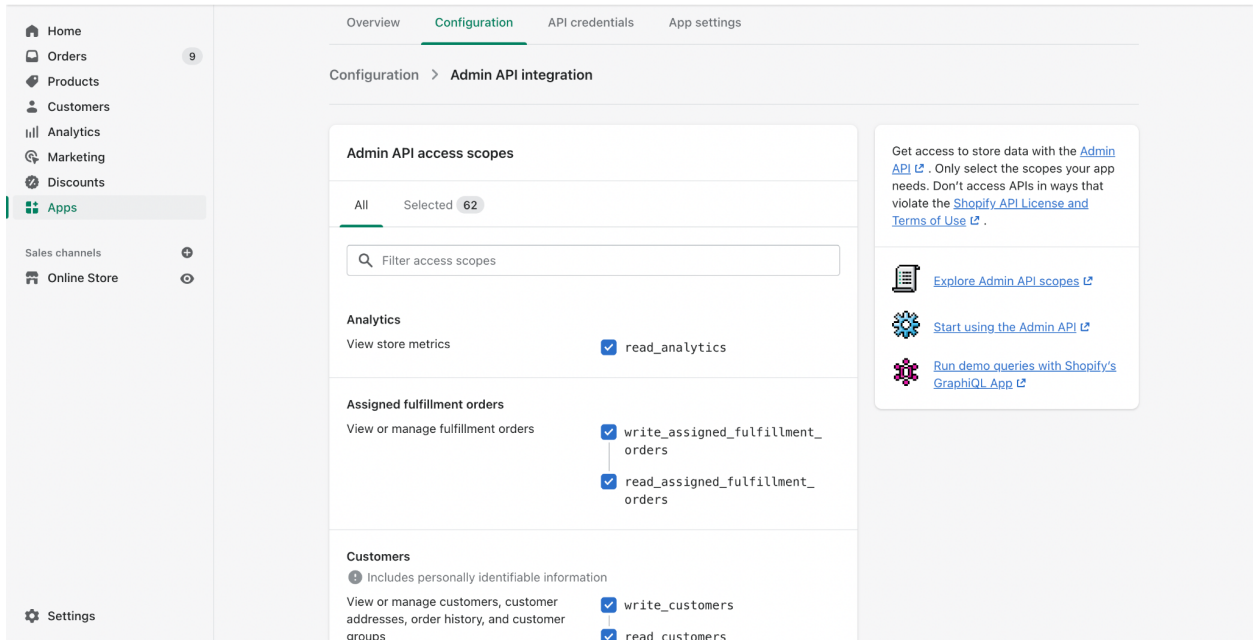 Home
Orders 9
Products
Customers
Analytics
Marketing
Discounts
Apps
Sales channels
Online Store
Settings
Overview Configuration API credentials App settings
Configuration > Admin API integration
Admin API access scopes
All Selected 62
Filter access scopes
Analytics
View store metrics
read_analytics
Assigned fulfillment orders
View or manage fulfillment orders
write_assigned_fulfillment_
orders
read_assigned_fulfillment_
orders
Customers
Includes personally identifiable information
View or manage customers, customer
addresses, order history, and customer
groups
write_customers
read_customers
Get access to store data with the Admin
API . Only select the scopes your app
needs. Don’t access APIs in ways that
violate the Shopify API License and
Terms of Use .
Explore Admin API scopes
Start using the Admin API
Run demo queries with Shopify’s
GraphiQL App